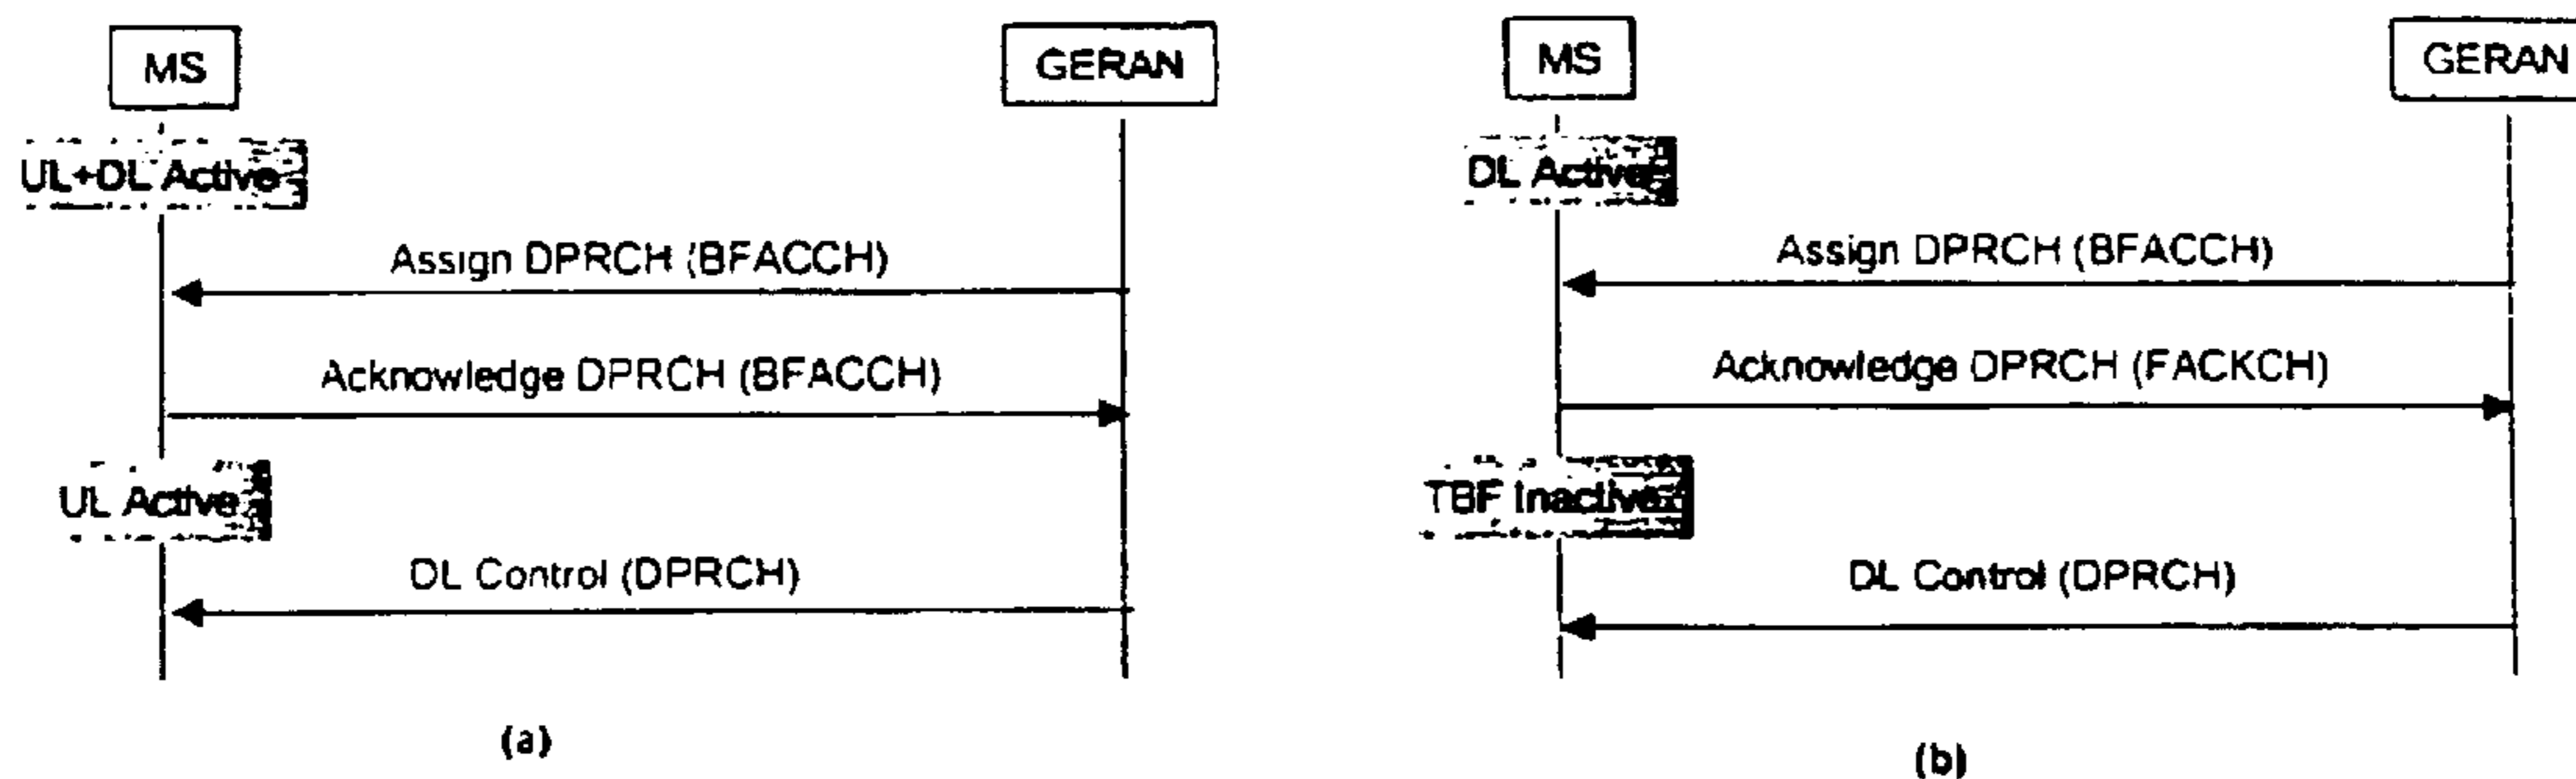 MS
GERAN
UL+DL Active
Assign DPRCH (BFACCH)
Acknowledge DPRCH (BFACCH)
UL Active
DL Control (DPRCH)
(a)
MS
GERAN
DL Active
Assign DPRCH (BFACCH)
Acknowledge DPRCH (FACKCH)
TBF Inactive
DL Control (DPRCH)
(b)